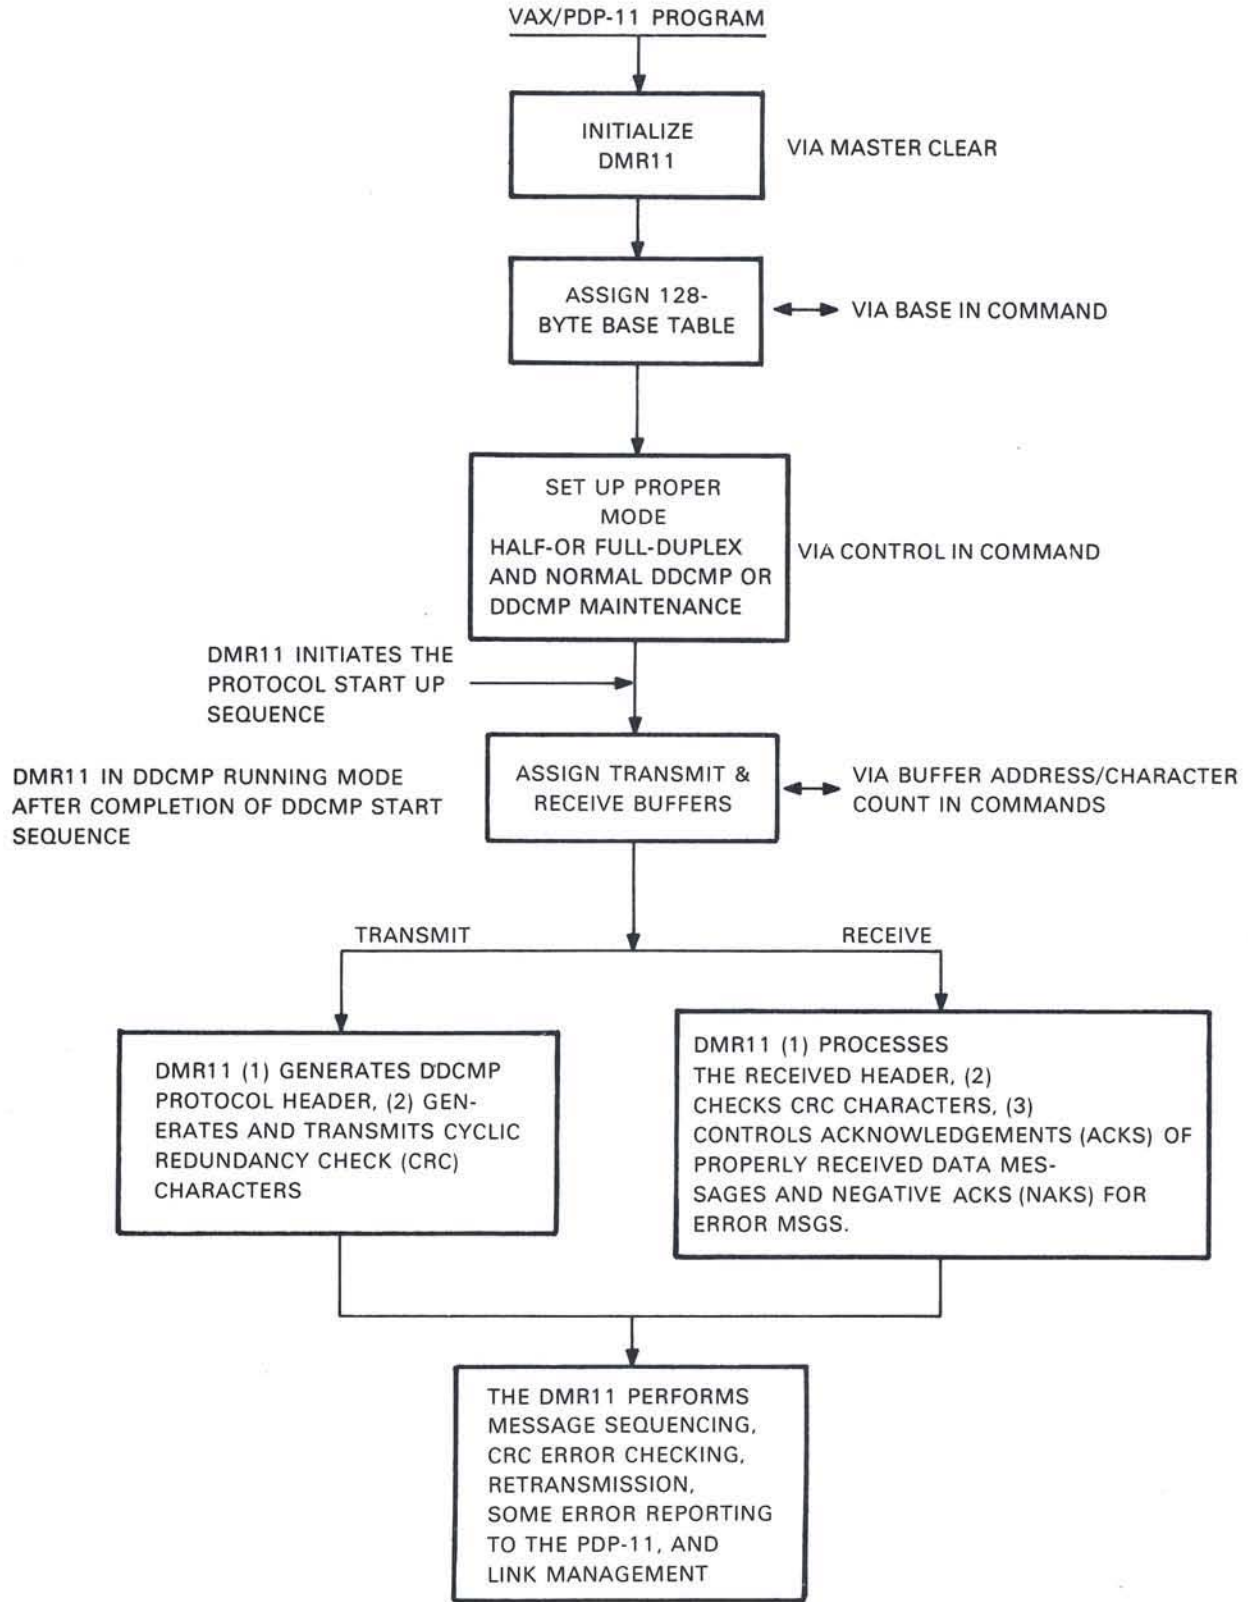 VAX/PDP-11 PROGRAM
INITIALIZE
DMR11
VIA MASTER CLEAR
ASSIGN 128-
BYTE BASE TABLE
VIA BASE IN COMMAND
SET UP PROPER
MODE
HALF-OR FULL-DUPLEX
AND NORMAL DDCMP OR
DDCMP MAINTENANCE
VIA CONTROL IN COMMAND
DMR11 INITIATES THE
PROTOCOL START UP
SEQUENCE
DMR11 IN DDCMP RUNNING MODE
AFTER COMPLETION OF DDCMP START
SEQUENCE
ASSIGN TRANSMIT &
RECEIVE BUFFERS
VIA BUFFER ADDRESS/CHARACTER
COUNT IN COMMANDS
TRANSMIT
RECEIVE
DMR11 (1) GENERATES DDCMP
PROTOCOL HEADER, (2) GEN-
ERATES AND TRANSMITS CYCLIC
REDUNDANCY CHECK (CRC)
CHARACTERS
DMR11 (1) PROCESSES
THE RECEIVED HEADER, (2)
CHECKS CRC CHARACTERS, (3)
CONTROLS ACKNOWLEDGEMENTS (ACKS) OF
PROPERLY RECEIVED DATA MES-
SAGES AND NEGATIVE ACKS (NAKS) FOR
ERROR MSGS.
THE DMR11 PERFORMS
MESSAGE SEQUENCING,
CRC ERROR CHECKING,
RETRANSMISSION,
SOME ERROR REPORTING
TO THE PDP-11, AND
LINK MANAGEMENT